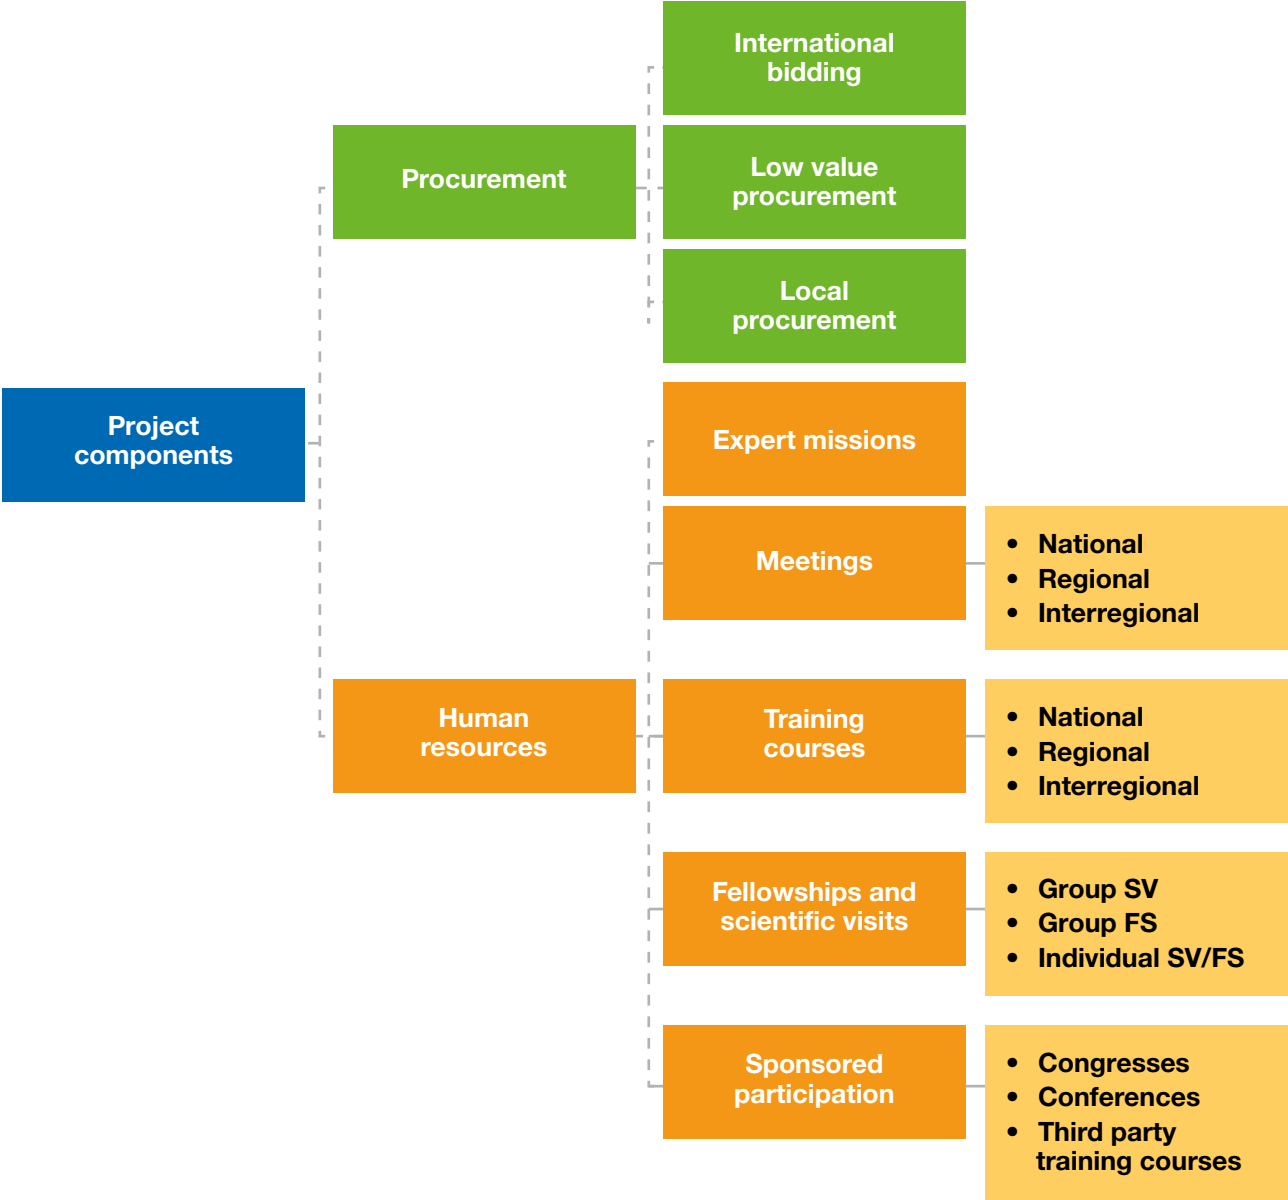 Project
components
Procurement
International
bidding
Low value
procurement
Local
procurement
Human
resources
Expert missions
Meetings
• National
• Regional
• Interregional
Training
courses
• National
• Regional
• Interregional
Fellowships and
scientific visits
• Group SV
• Group FS
• Individual SV/FS
Sponsored
participation
• Congresses
• Conferences
• Third party
training courses